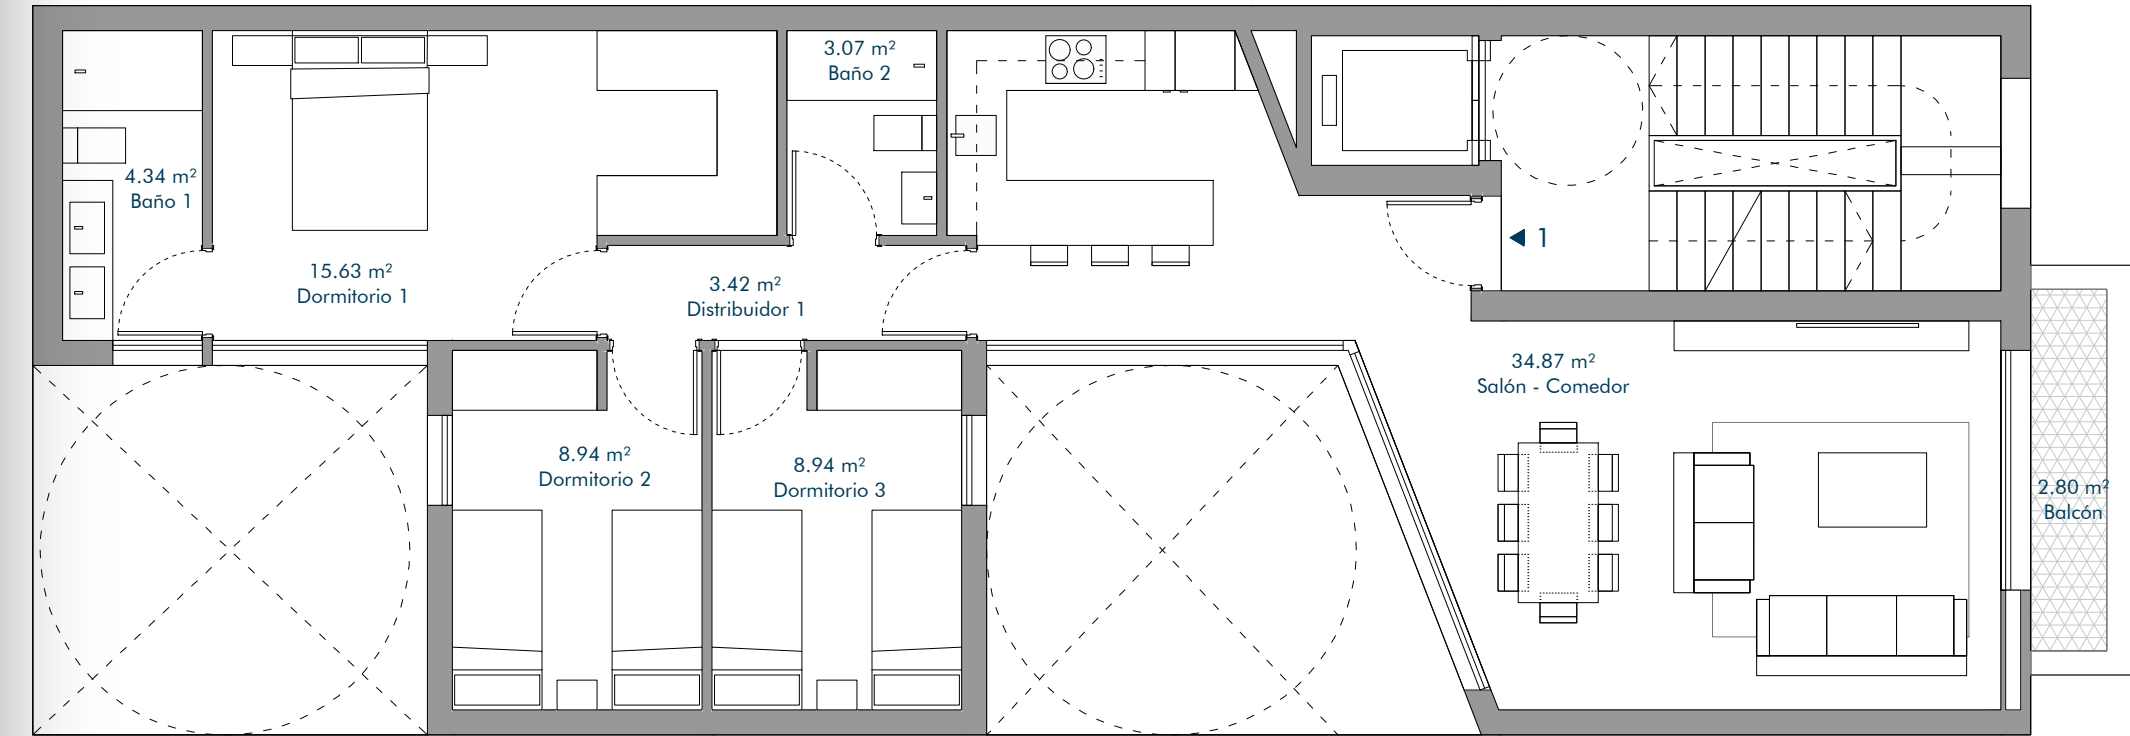 3.07 m²
Baño 2
4.34 m²
Baño 1
15.63 m²
Dormitorio 1
3.42 m²
Distribuidor 1
1
34.87 m²
Salón - Comedor
8.94 m²
Dormitorio 2
8.94 m²
Dormitorio 3
2.80 m²
Balcón